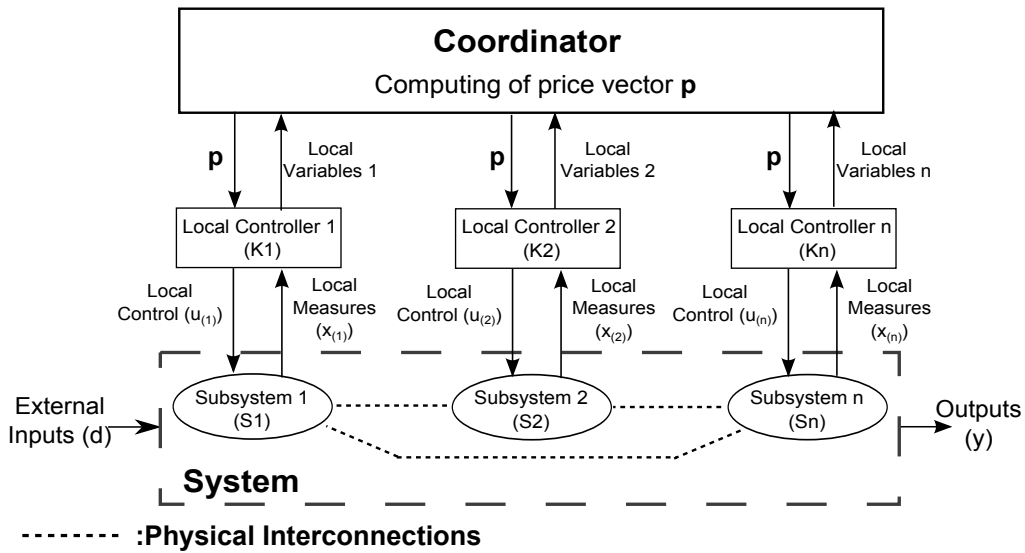 Coordinator
Computing of price vector p
p
Local
Variables 1
p
Local
Variables 2
p
Local
Variables n
Local Controller 1
(K1)
Local Controller 2
(K2)
Local Controller n
(Kn)
Local
Control (u(1))
Local
Measures
(x(1))
Local
Control (u(2))
Local
Measures
(x(2))
Local
Control (u(n))
Local
Measures
(x(n))
External
Inputs (d)
Subsystem 1
(S1)
Subsystem 2
(S2)
Subsystem n
(Sn)
Outputs
(y)
System
:Physical Interconnections